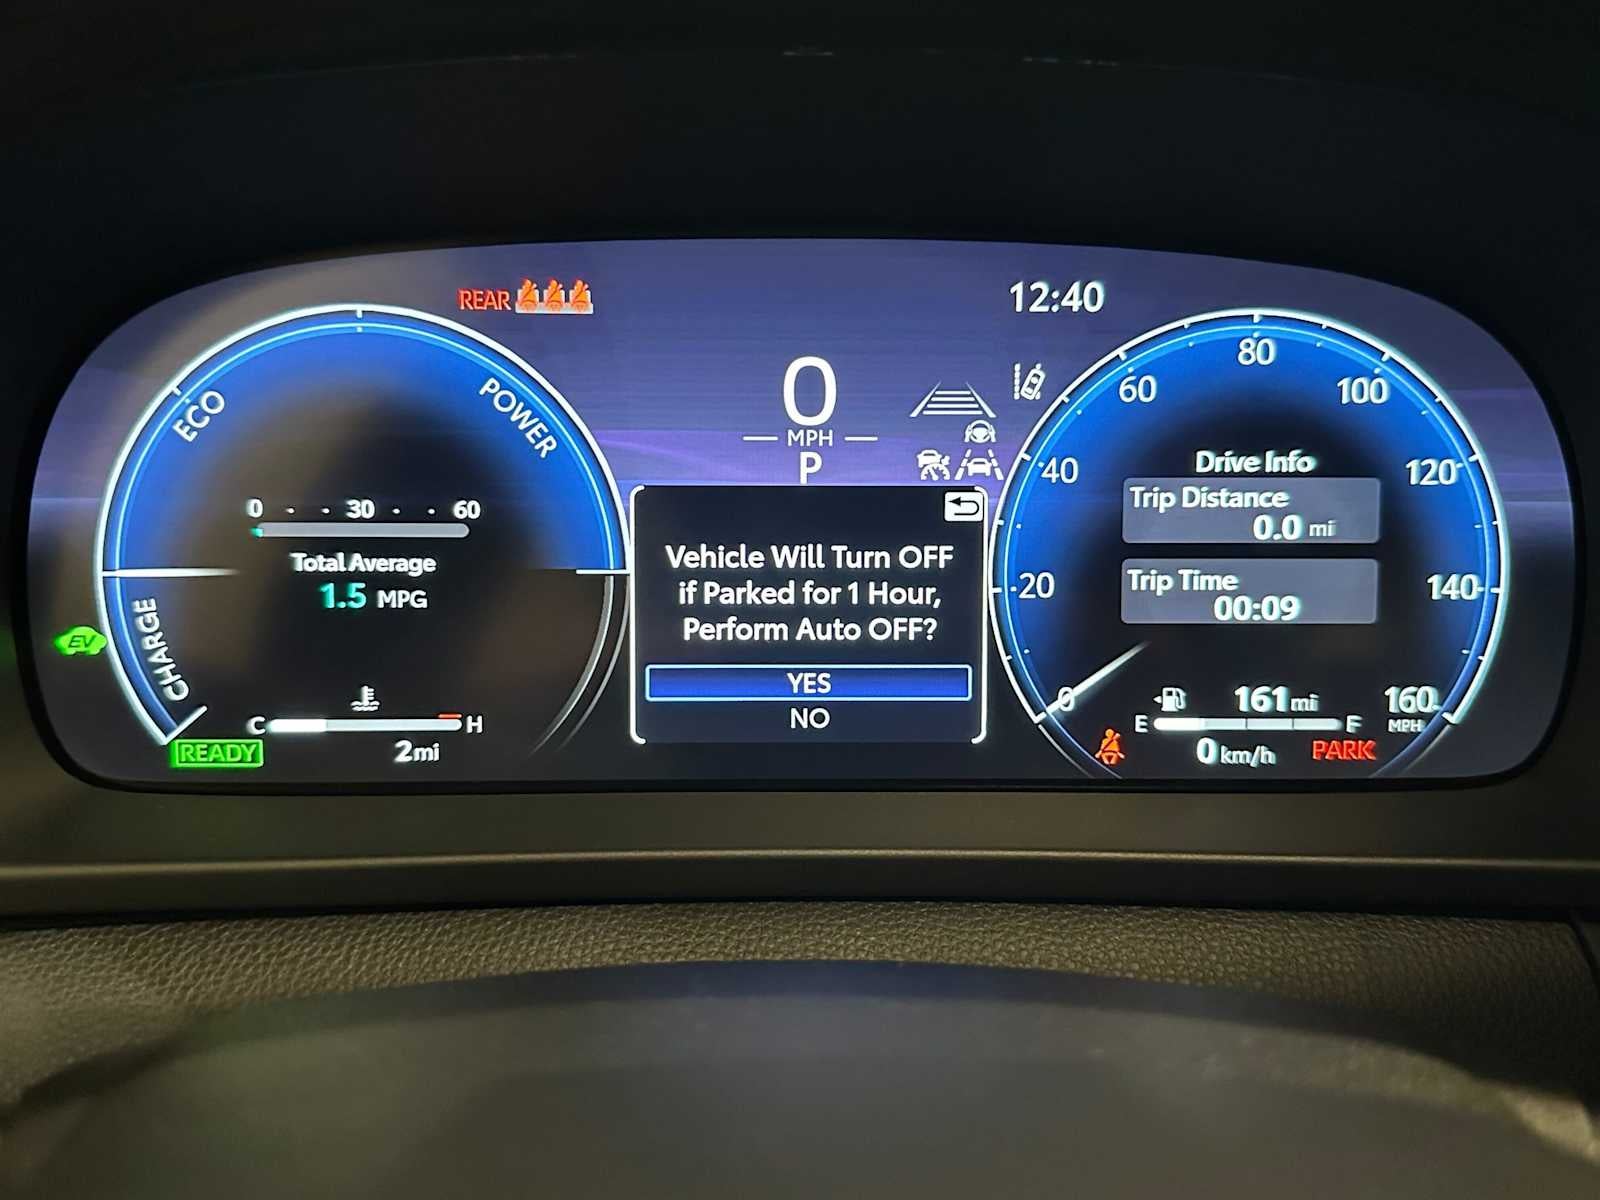 REAR
12:40
ECO
POWER
CHARGE
0 30 60
Total Average
1.5 MPG
EV
C H
READY
2 mi
0
MPH
P
Vehicle Will Turn OFF
if Parked for 1 Hour,
Perform Auto OFF?
YES
NO
0
20
40
60
80
100
120
140
160
MPH
Drive Info
Trip Distance
0.0 mi
Trip Time
00:09
161 mi
E F
0 km/h
PARK